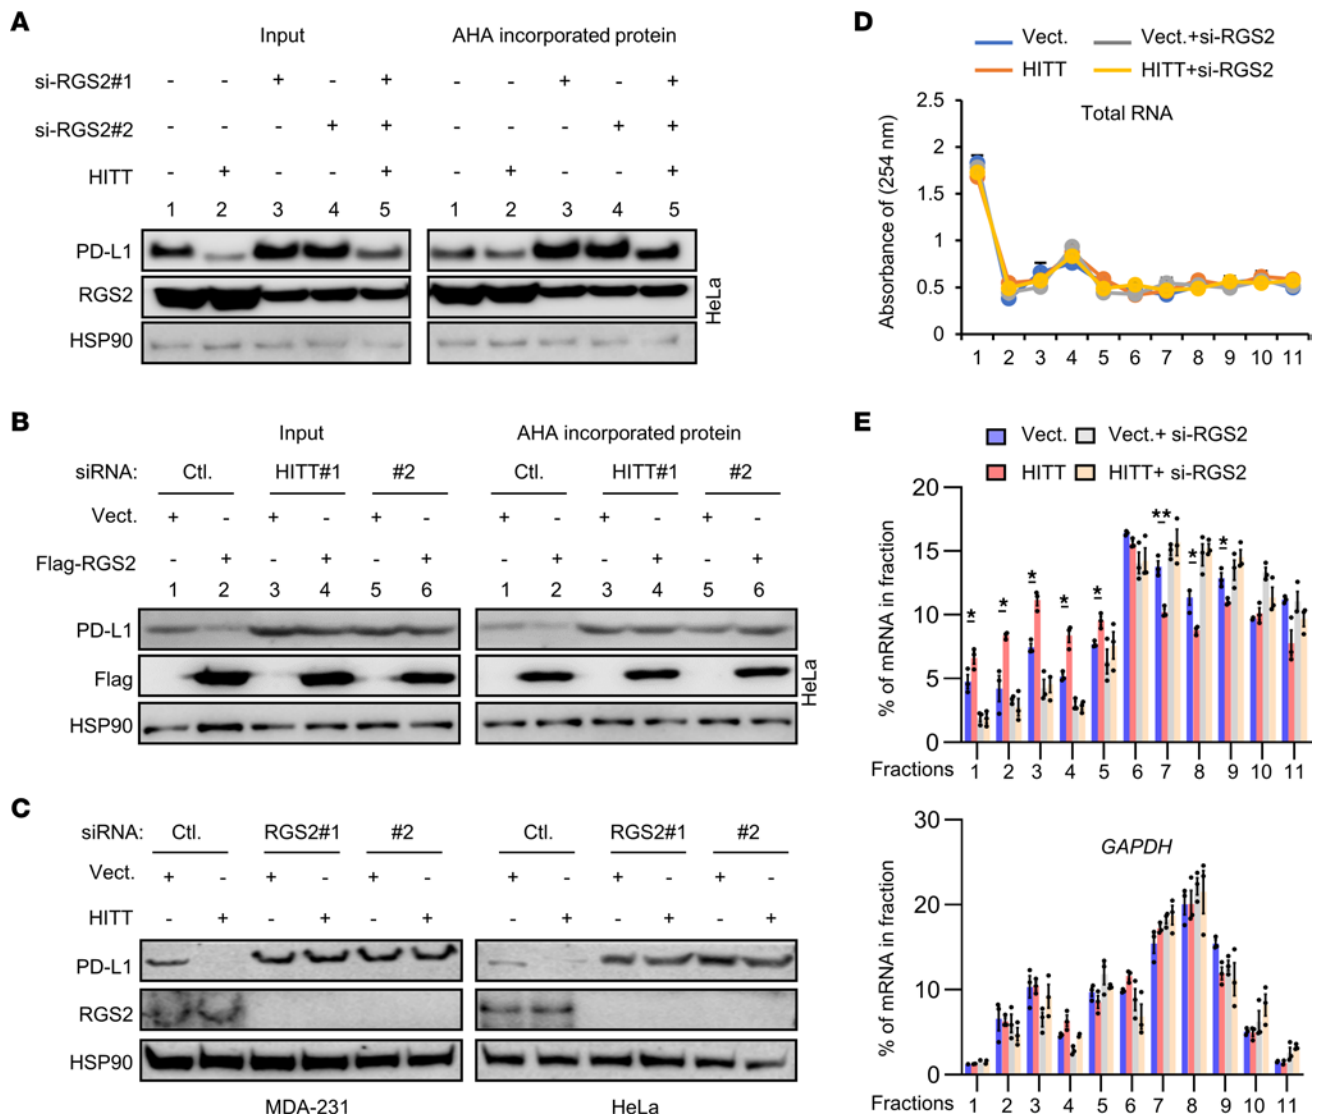 A
Input
AHA incorporated protein
si-RGS2#1 - - + - + - - + - +
si-RGS2#2 - - - + + - - - + +
HITT - + - - + - + - - +
1 2 3 4 5 1 2 3 4 5
PD-L1
RGS2
HSP90
HeLa
B
Input
AHA incorporated protein
siRNA: Ctl. HITT#1 #2 Ctl. HITT#1 #2
Vect. + - + - + - + - + - + -
Flag-RGS2 - + - + - + - + - + - +
1 2 3 4 5 6 1 2 3 4 5 6
PD-L1
Flag
HSP90
HeLa
C
siRNA: Ctl. RGS2#1 #2 Ctl. RGS2#1 #2
Vect. + - + - + - + - + - + -
HITT - + - + - + - + - + - +
PD-L1
RGS2
HSP90
MDA-231
HeLa
D
Vect. Vect.+si-RGS2
HITT HITT+si-RGS2
Total RNA
Absorbance of (254 nm)
2.5
2
1.5
1
0.5
0
1 2 3 4 5 6 7 8 9 10 11
E
Vect. Vect.+ si-RGS2
HITT HITT+ si-RGS2
% of mRNA in fraction
20
15
10
5
0
* * * * * ** * *
Fractions 1 2 3 4 5 6 7 8 9 10 11
GAPDH
% of mRNA in fraction
30
20
10
0
Fractions 1 2 3 4 5 6 7 8 9 10 11